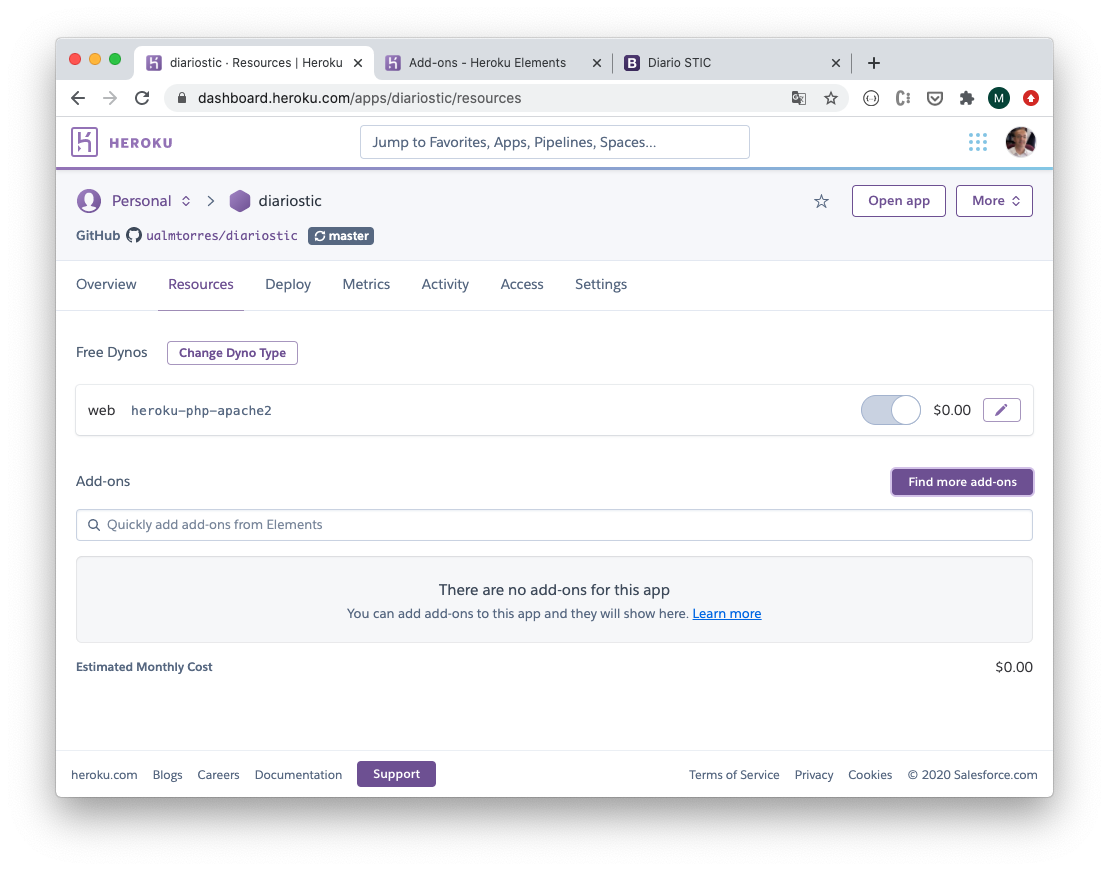 diariostic · Resources | Heroku
Add-ons - Heroku Elements
Diario STIC
dashboard.heroku.com/apps/diariostic/resources
M
HEROKU
Jump to Favorites, Apps, Pipelines, Spaces...
Personal
diariostic
Open app
More
GitHub ualmtorres/diariostic master
Overview Resources Deploy Metrics Activity Access Settings
Free Dynos
Change Dyno Type
web heroku-php-apache2
$0.00
Add-ons
Find more add-ons
Quickly add add-ons from Elements
There are no add-ons for this app
You can add add-ons to this app and they will show here. Learn more
Estimated Monthly Cost
$0.00
heroku.com Blogs Careers Documentation Support
Terms of Service Privacy Cookies © 2020 Salesforce.com